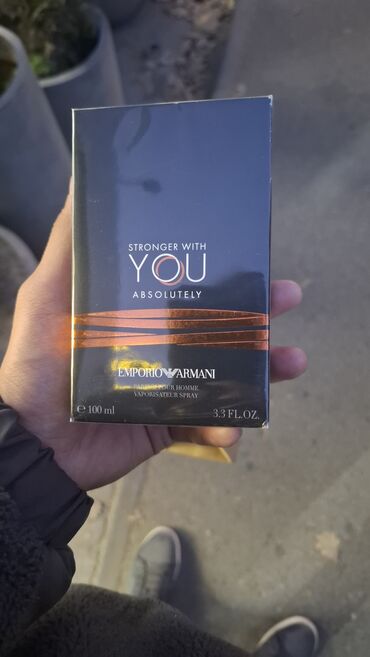 STRONGER WITH
YOU
ABSOLUTELY
EMPORIO ARMANI
PARFUM POUR HOMME
VAPORISATEUR SPRAY
℮ 100 ml
3.3 FL.OZ.